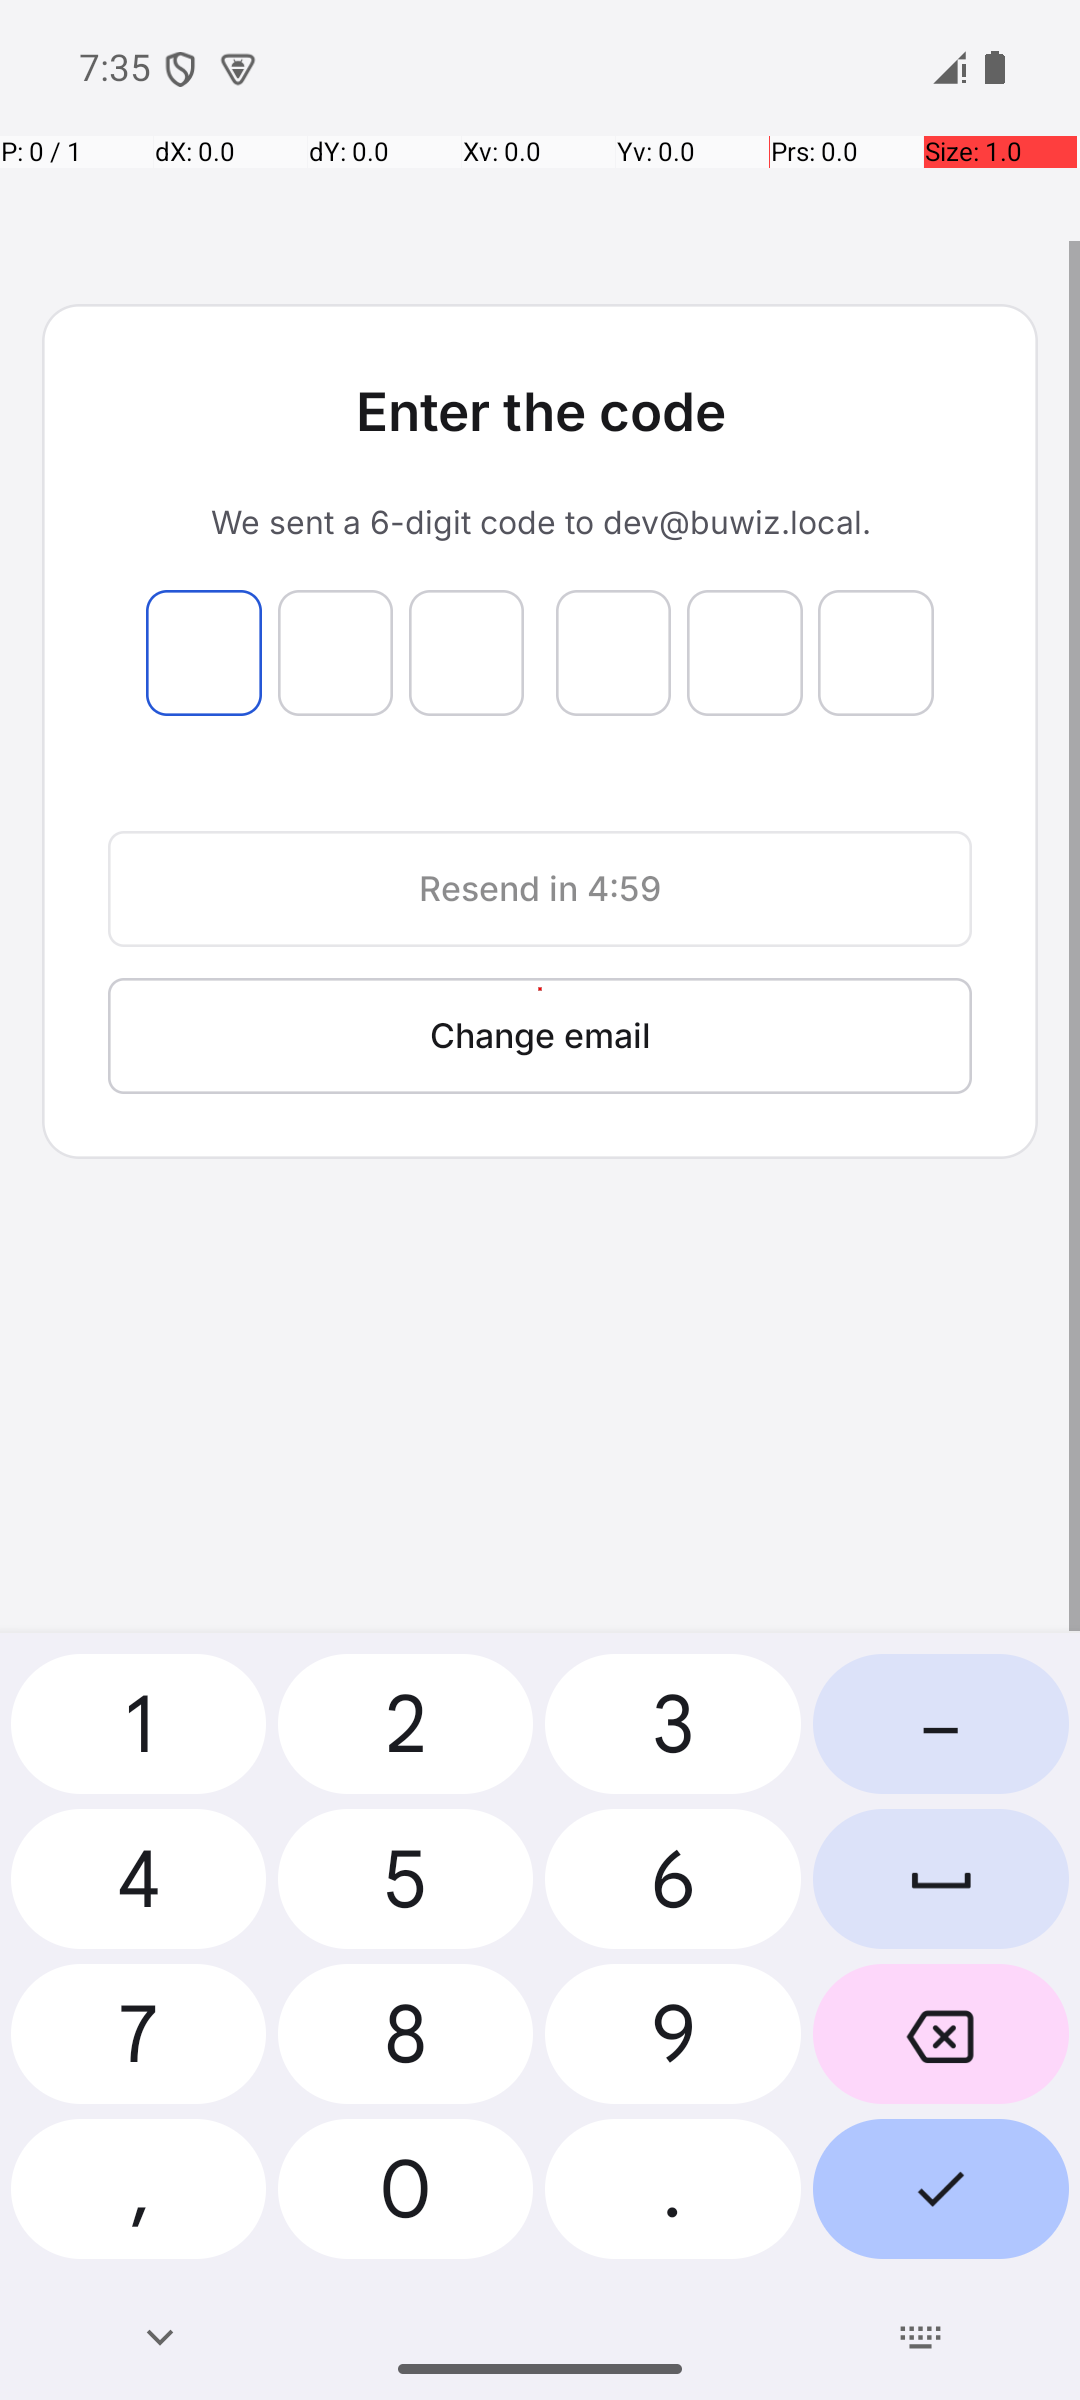 7:35
P: 0 / 1 dX: 0.0 dY: 0.0 Xv: 0.0 Yv: 0.0 Prs: 0.0 Size: 1.0
Enter the code
We sent a 6-digit code to dev@buwiz.local.
Resend in 4:59
Change email
1 2 3 –
4 5 6
7 8 9
, 0 .